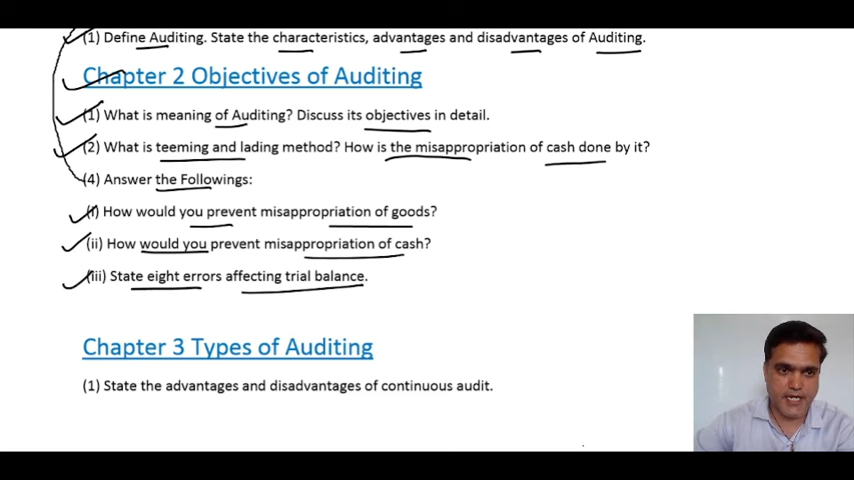 (1) Define Auditing. State the characteristics, advantages and disadvantages of Auditing.
Chapter 2 Objectives of Auditing
(1) What is meaning of Auditing? Discuss its objectives in detail.
(2) What is teeming and lading method? How is the misappropriation of cash done by it?
(4) Answer the Followings:
(i) How would you prevent misappropriation of goods?
(ii) How would you prevent misappropriation of cash?
(iii) State eight errors affecting trial balance.
Chapter 3 Types of Auditing
(1) State the advantages and disadvantages of continuous audit.